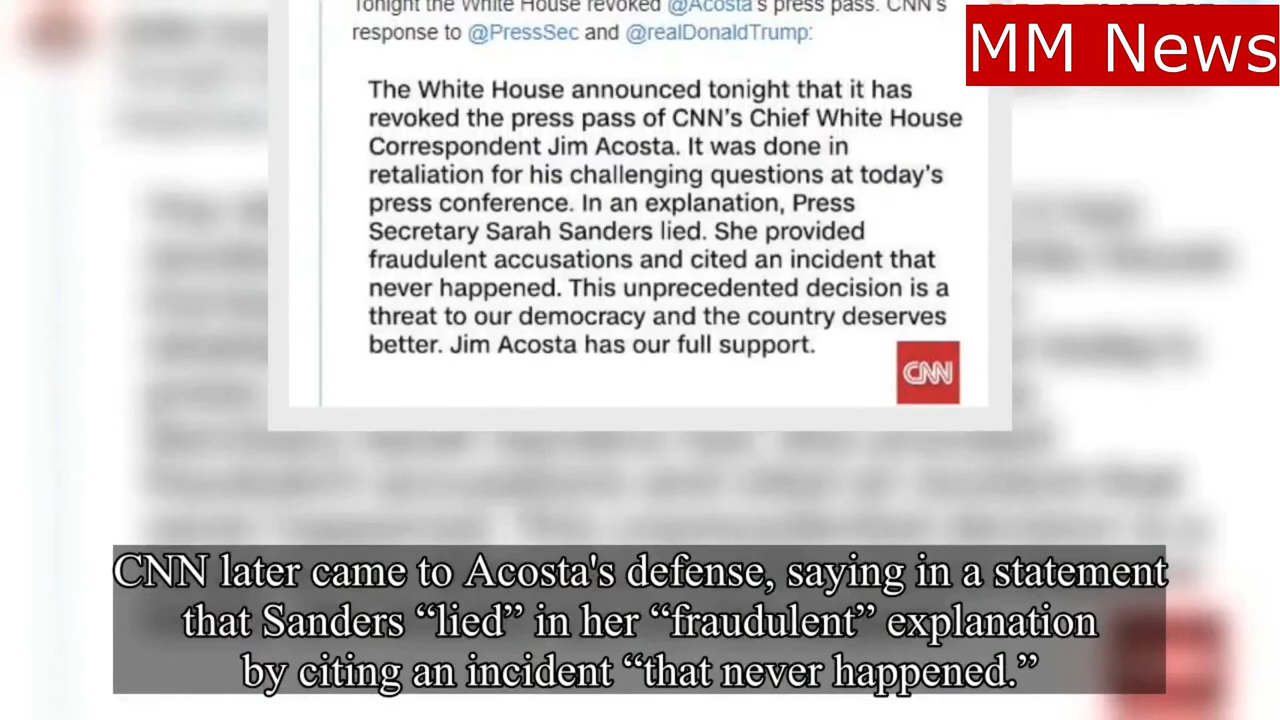 Tonight the White House revoked @Acosta's press pass. CNN's
MM News
response to @PressSec and @realDonaldTrump:
The White House announced tonight that it has
revoked the press pass of CNN's Chief White House
Correspondent Jim Acosta. It was done in
retaliation for his challenging questions at today's
press conference. In an explanation, Press
Secretary Sarah Sanders lied. She provided
fraudulent accusations and cited an incident that
never happened. This unprecedented decision is a
threat to our democracy and the country deserves
better. Jim Acosta has our full support.
CNN
CNN later came to Acosta's defense, saying in a statement
that Sanders “lied” in her “fraudulent” explanation
by citing an incident “that never happened.”